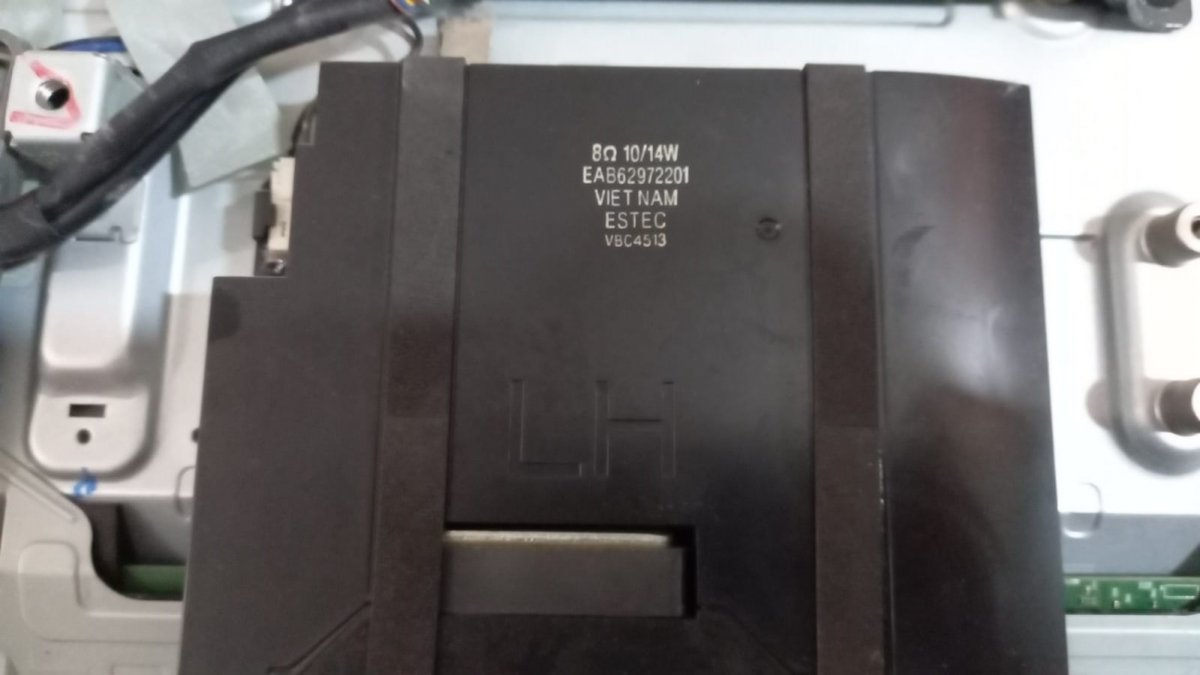 8Ω 10/14W
EAB62972201
VIET NAM
ESTEC
VBC4513
LH